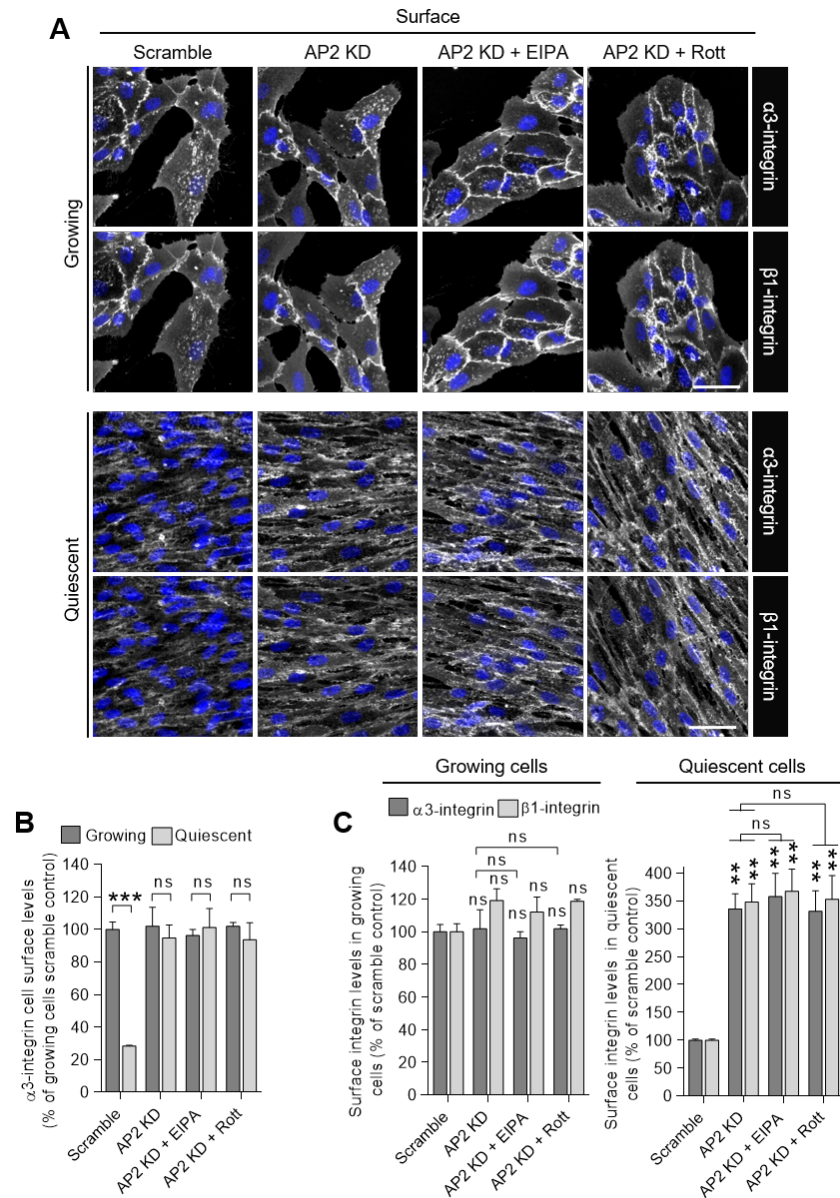 A
Surface
Scramble AP2 KD AP2 KD + EIPA AP2 KD + Rott
Growing
α3-integrin
β1-integrin
Quiescent
α3-integrin
β1-integrin
B
Growing Quiescent
α3-integrin cell surface levels
(% of growing cells scramble control)
140
120
100
80
60
40
20
0
*** ns ns ns
Scramble
AP2 KD
AP2 KD + EIPA
AP2 KD + Rott
C
Growing cells
α3-integrin β1-integrin
Surface integrin levels in growing
cells (% of scramble control)
140
120
100
80
60
40
20
0
ns
ns
ns ns ns ns
Scramble
AP2 KD
AP2 KD + EIPA
AP2 KD + Rott
Quiescent cells
Surface integrin levels in quiescent
cells (% of scramble control)
400
350
300
250
200
150
100
50
0
ns
ns
** ** ** ** ** **
Scramble
AP2 KD
AP2 KD + EIPA
AP2 KD + Rott